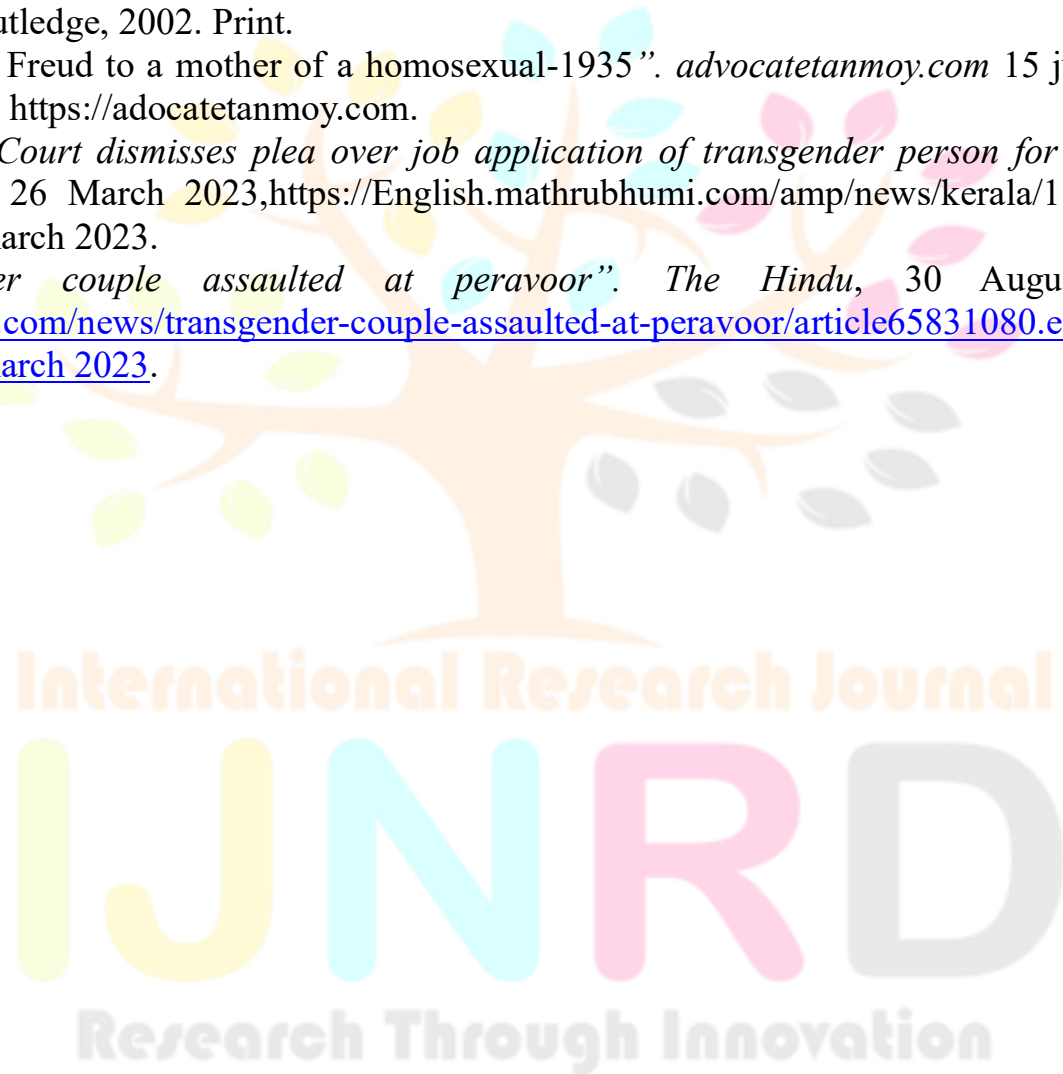 utledge, 2002. Print.
Freud to a mother of a homosexual-1935”. advocatetanmoy.com 15 j
https://adocatetanmoy.com.
Court dismisses plea over job application of transgender person for
26 March 2023,https://English.mathrubhumi.com/amp/news/kerala/1
arch 2023.
er couple assaulted at peravoor”. The Hindu, 30 Augu
.com/news/transgender-couple-assaulted-at-peravoor/article65831080.e
arch 2023.
International Research Journal
IJNRD
Research Through Innovation